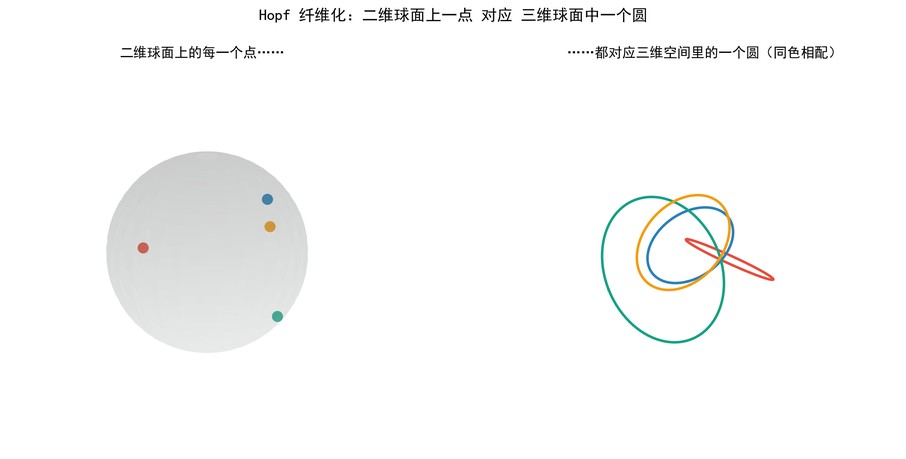 Hopf 纤维化：二维球面上一点 对应 三维球面中一个圆
二维球面上的每一个点……
……都对应三维空间里的一个圆（同色相配）